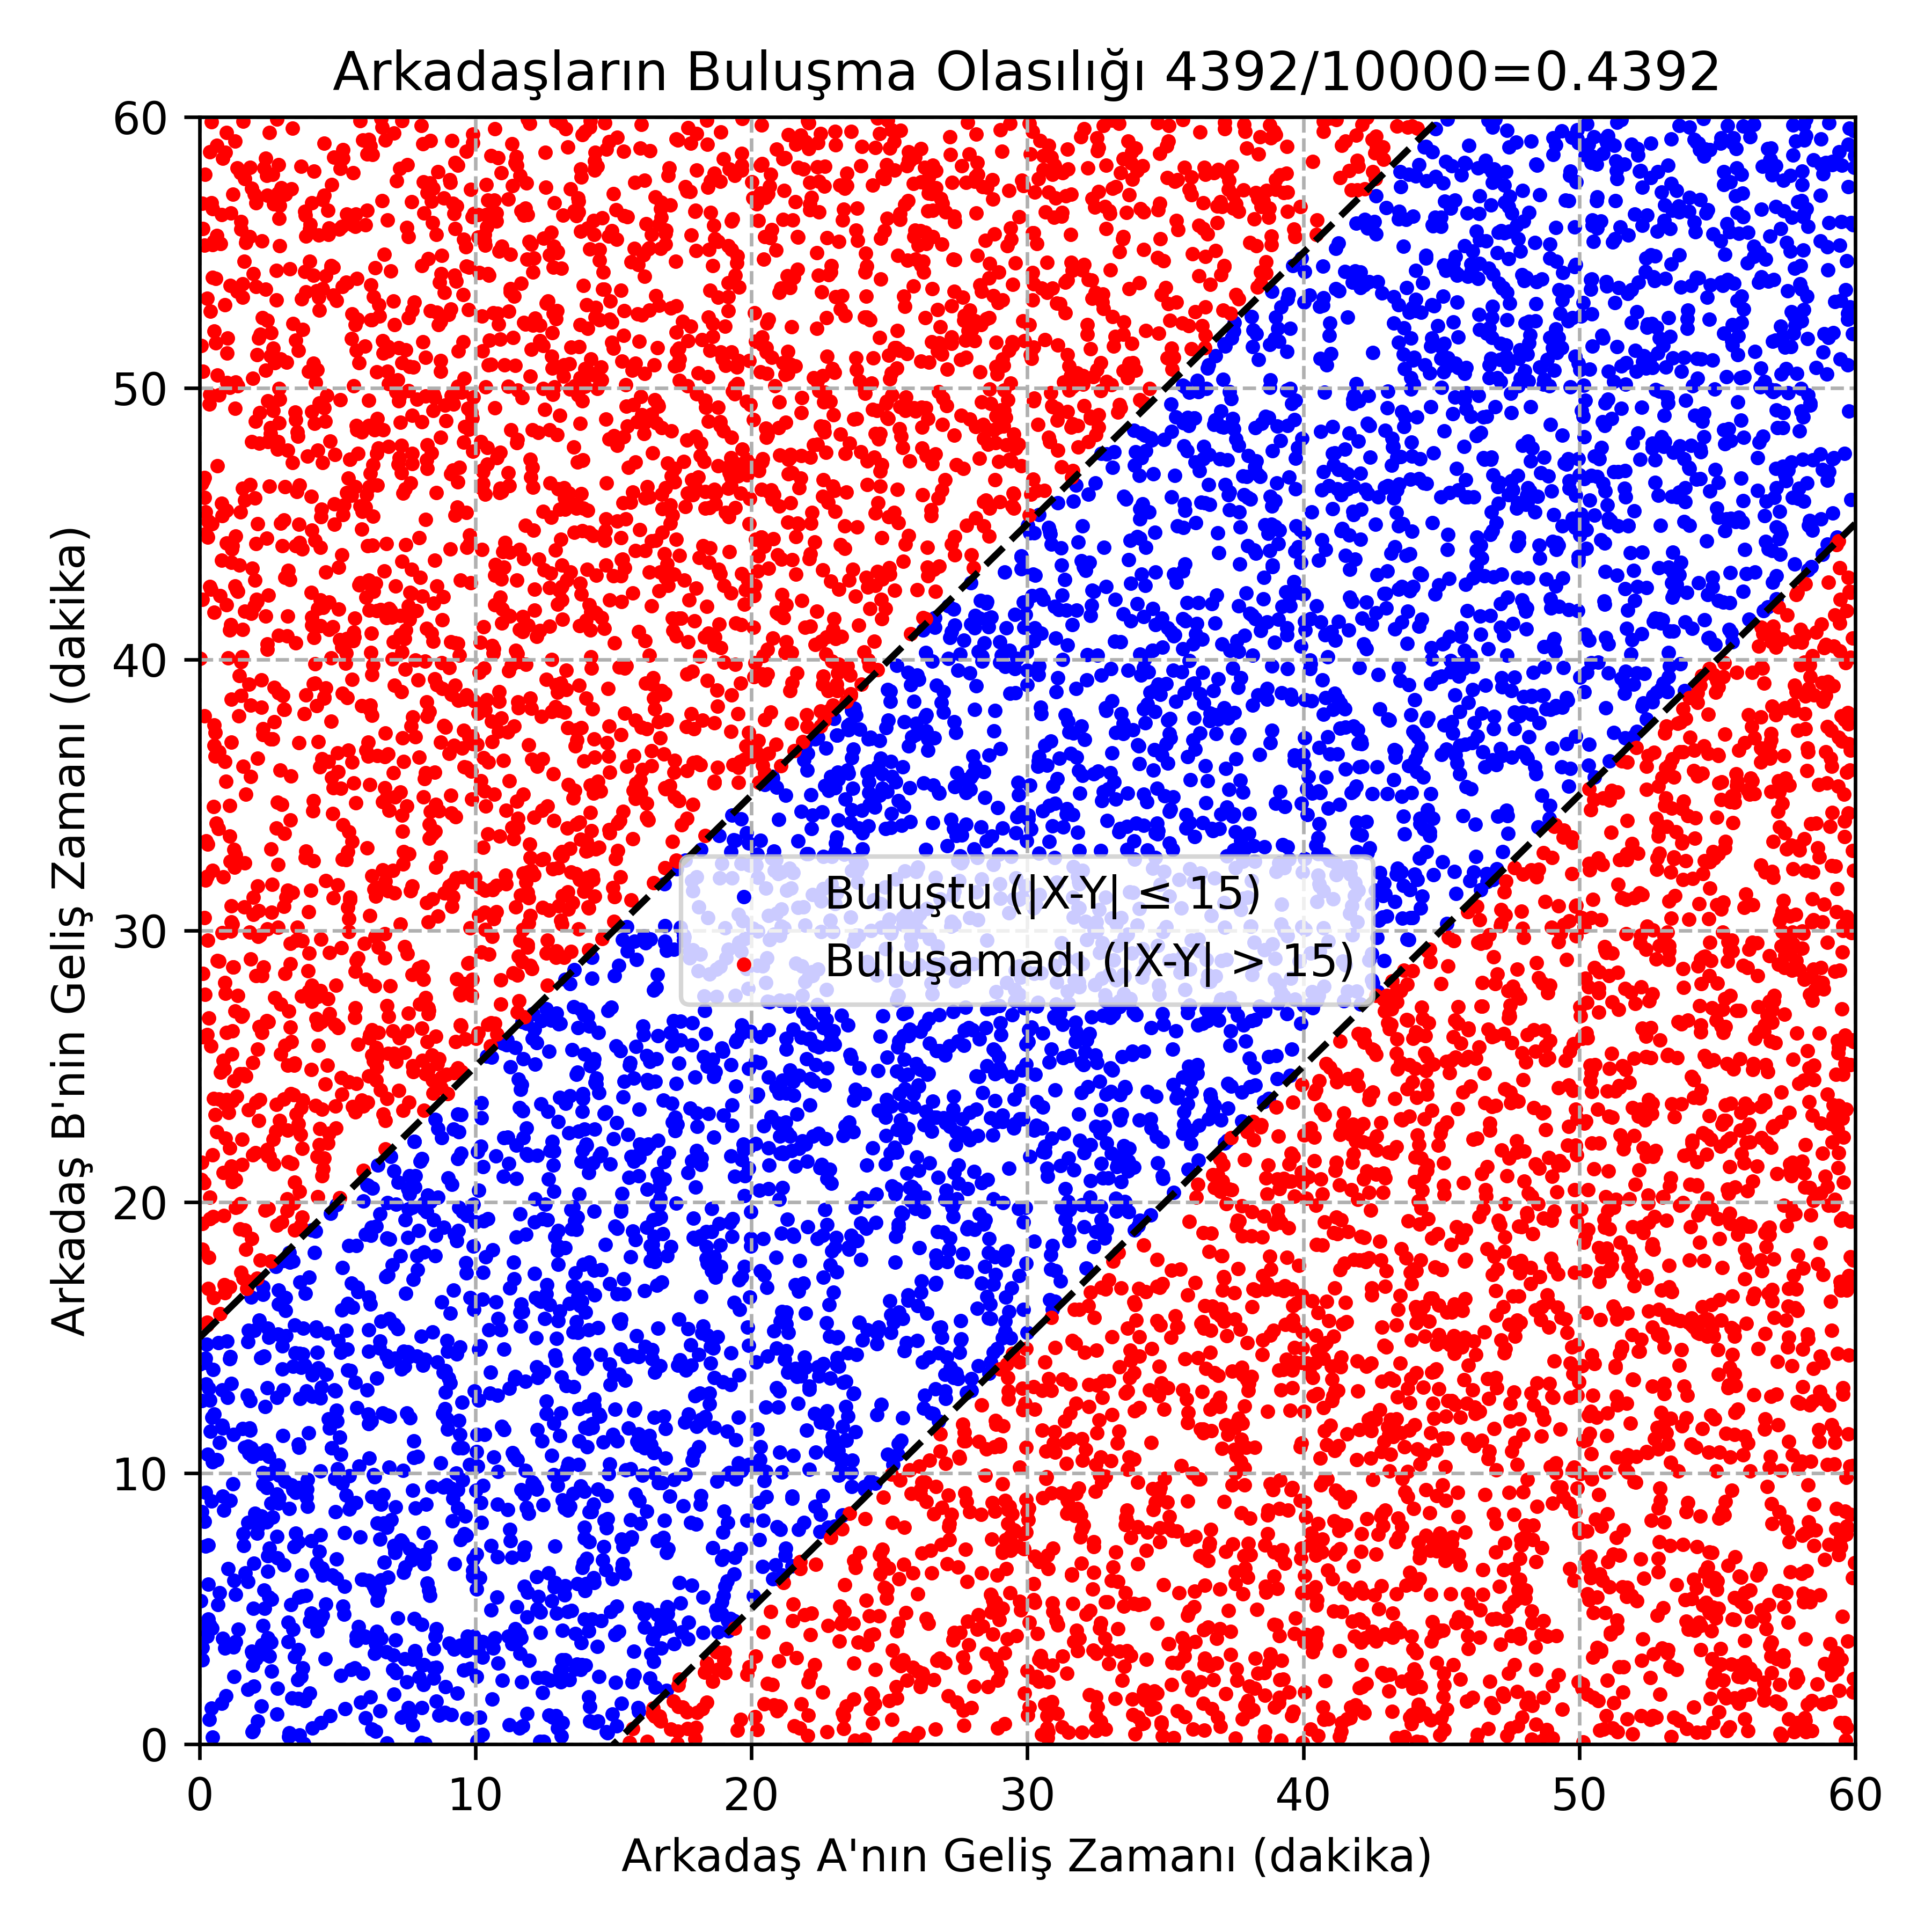 Arkadaşların Buluşma Olasılığı 4392/10000=0.4392
60
50
40
30
20
10
0
Arkadaş B'nin Geliş Zamanı (dakika)
Buluştu (|X-Y| ≤ 15)
Buluşamadı (|X-Y| > 15)
0 10 20 30 40 50 60
Arkadaş A'nın Geliş Zamanı (dakika)